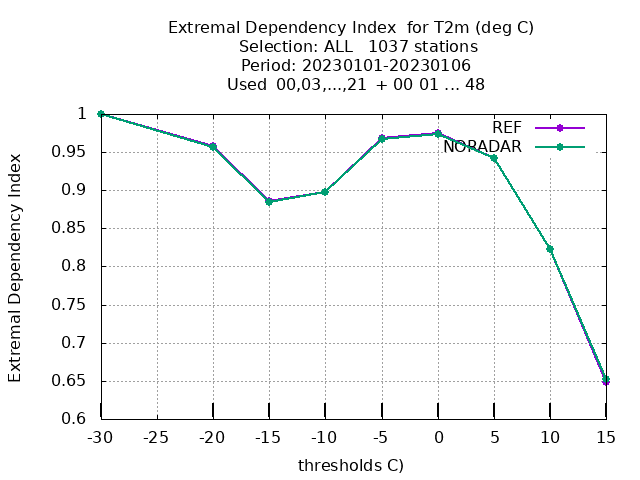 Extremal Dependency Index  for T2m (deg C)
Selection: ALL   1037 stations
Period: 20230101-20230106
Used  00,03,...,21  + 00 01 ... 48
REF
NORADAR
Extremal Dependency Index
1
0.95
0.9
0.85
0.8
0.75
0.7
0.65
0.6
-30 -25 -20 -15 -10 -5 0 5 10 15
thresholds C)